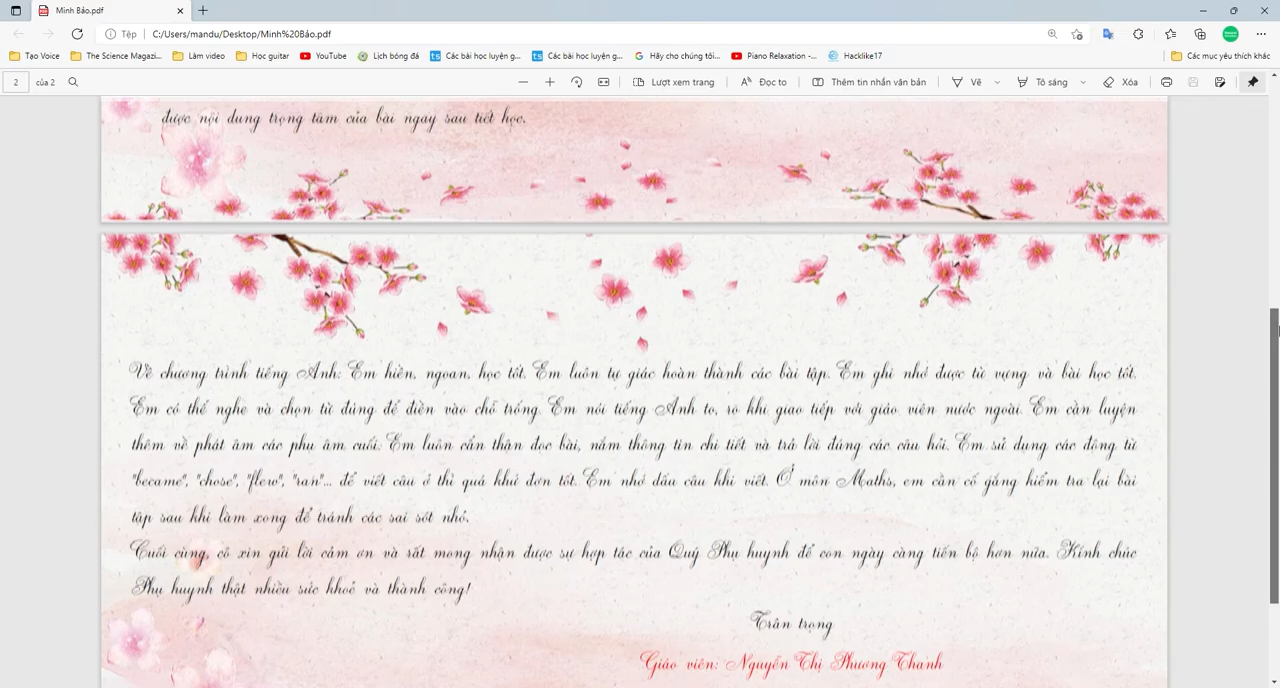 Minh Bảo.pdf
Tệp
C:/Users/mandu/Desktop/Minh%20Bảo.pdf
Tạo Voice
The Science Magazi...
Làm video
Học guitar
YouTube
Lịch bóng đá
Các bài học luyện g...
Các bài học luyện g...
Hãy cho chúng tôi...
Piano Relaxation -...
Hacklike17
Các mục yêu thích khác
2 của 2
Lượt xem trang
Đọc to
Thêm tin nhắn văn bản
Vẽ
Tô sáng
Xóa
được nội dung trọng tâm của bài ngay sau tiết học.
Về chương trình tiếng Anh: Em hiền, ngoan, học tốt. Em luôn tự giác hoàn thành các bài tập. Em ghi nhớ được từ vựng và bài học tốt.
Em có thể nghe và chọn từ đúng để điền vào chỗ trống. Em nói tiếng Anh to, rõ khi giao tiếp với giáo viên nước ngoài. Em cần luyện
thêm về phát âm các phụ âm cuối. Em luôn cẩn thận đọc bài, nắm thông tin chi tiết và trả lời đúng các câu hỏi. Em sử dụng các động từ
"became", "chose", "flew", "ran"... để viết câu ở thì quá khứ đơn tốt. Em nhớ dấu câu khi viết. Ở môn Maths, em cần cố gắng kiểm tra lại bài
tập sau khi làm xong để tránh các sai sót nhỏ.
Cuối cùng, cô xin gửi lời cảm ơn và rất mong nhận được sự hợp tác của Quý Phụ huynh để con ngày càng tiến bộ hơn nữa. Kính chúc
Phụ huynh thật nhiều sức khoẻ và thành công!
Trân trọng
Giáo viên: Nguyễn Thị Phương Thanh